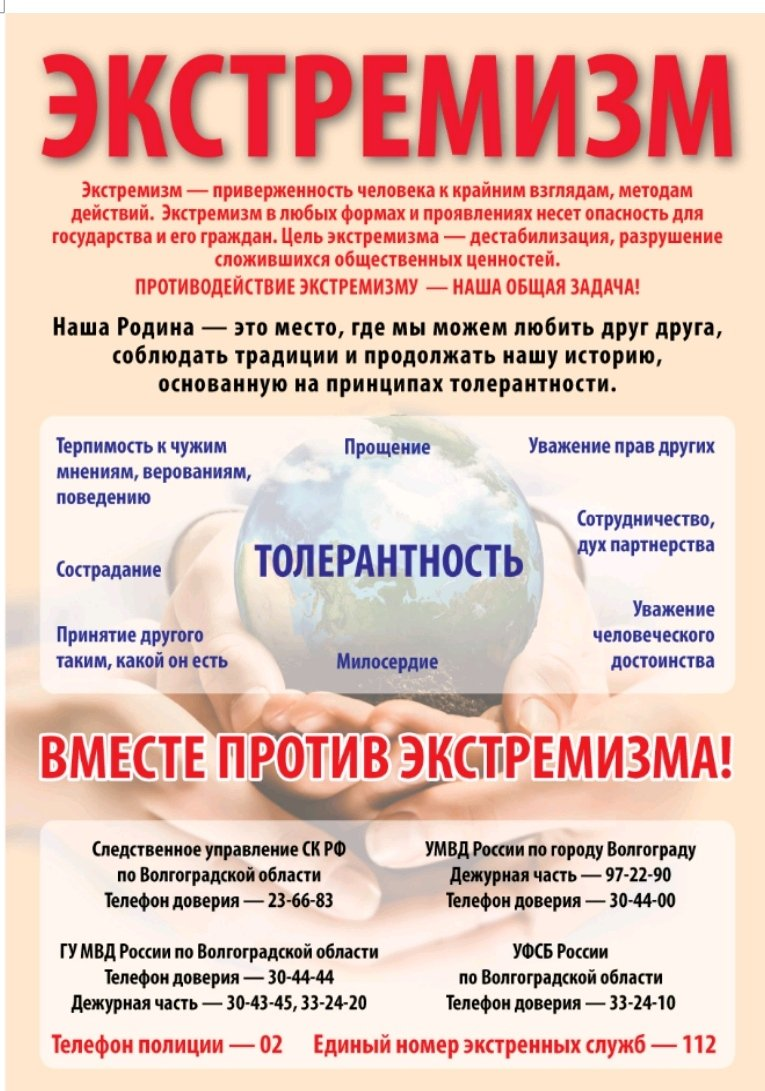 ЭКСТРЕМИЗМ
Экстремизм — приверженность человека к крайним взглядам, методам
действий. Экстремизм в любых формах и проявлениях несет опасность для
государства и его граждан. Цель экстремизма — дестабилизация, разрушение
сложившихся общественных ценностей.
ПРОТИВОДЕЙСТВИЕ ЭКСТРЕМИЗМУ — НАША ОБЩАЯ ЗАДАЧА!
Наша Родина — это место, где мы можем любить друг друга,
соблюдать традиции и продолжать нашу историю,
основанную на принципах толерантности.
Терпимость к чужим
мнениям, верованиям,
поведению
Прощение
Уважение прав других
Сотрудничество,
дух партнерства
ТОЛЕРАНТНОСТЬ
Сострадание
Уважение
человеческого
достоинства
Принятие другого
таким, какой он есть
Милосердие
ВМЕСТЕ ПРОТИВ ЭКСТРЕМИЗМА!
Следственное управление СК РФ
по Волгоградской области
Телефон доверия — 23-66-83
УМВД России по городу Волгограду
Дежурная часть — 97-22-90
Телефон доверия — 30-44-00
ГУ МВД России по Волгоградской области
Телефон доверия — 30-44-44
Дежурная часть — 30-43-45, 33-24-20
УФСБ России
по Волгоградской области
Телефон доверия — 33-24-10
Телефон полиции — 02 Единый номер экстренных служб — 112